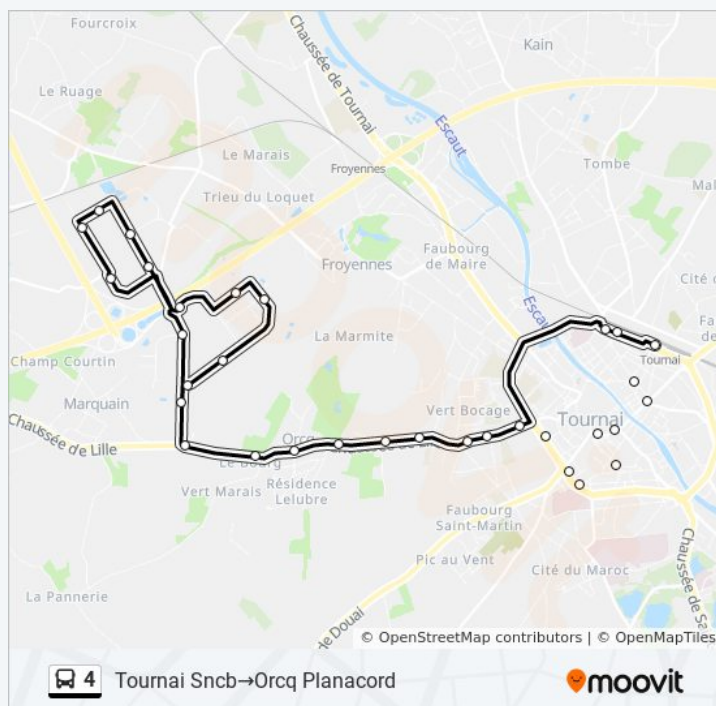 Fourcroix
Kain
Chaussée de Tournai
Le Ruage
Escaut
Le Marais
Froyennes
Tombe
Trieu du Loquet
Faubourg
de Maire
Froyennes
Cité d
Escaut
La Marmite
Champ Courtin
Tournai
Marquain
Vert Bocage
Tournai
Chaussée de Lille
Orcq
Le Bourg
Vert Marais
Résidence
Lelubre
Faubourg
Saint-Martin
Pic au Vent
Cité du Maroc
Chaussée de Sa
La Pannerie
de Douai
© OpenStreetMap contributors | © OpenMapTiles
4 Tournai Sncb→Orcq Planacord
moovit